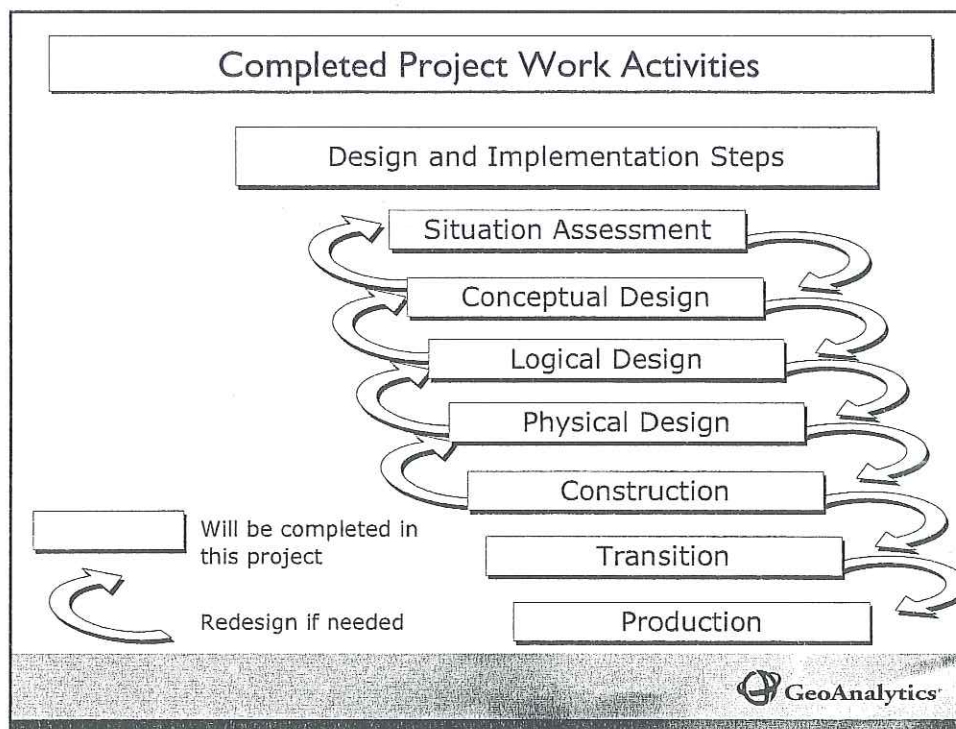 Completed Project Work Activities
Design and Implementation Steps
Situation Assessment
Conceptual Design
Logical Design
Physical Design
Construction
Transition
Production
Will be completed in
this project
Redesign if needed
GeoAnalytics